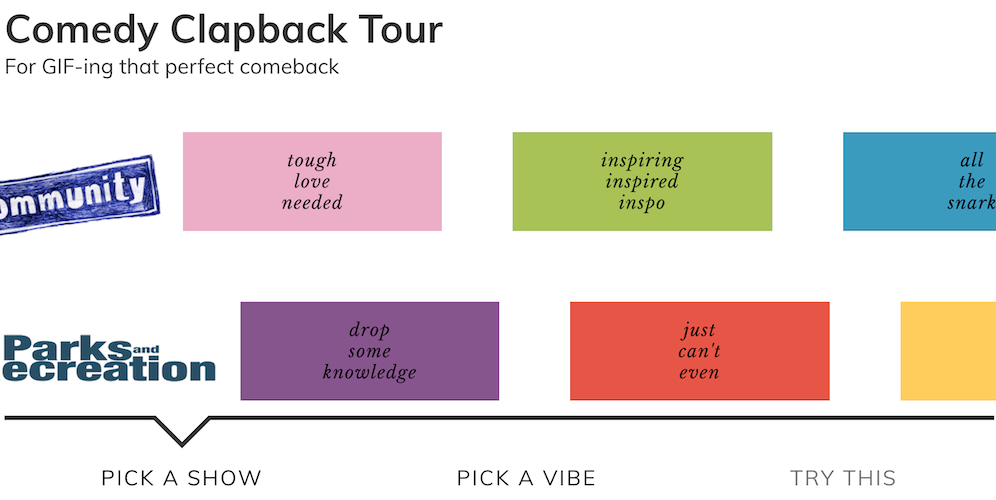 Comedy Clapback Tour
For GIF-ing that perfect comeback
ommunity
tough
love
needed
inspiring
inspired
inspo
all
the
snark
Parks and
ecreation
drop
some
knowledge
just
can't
even
PICK A SHOW
PICK A VIBE
TRY THIS